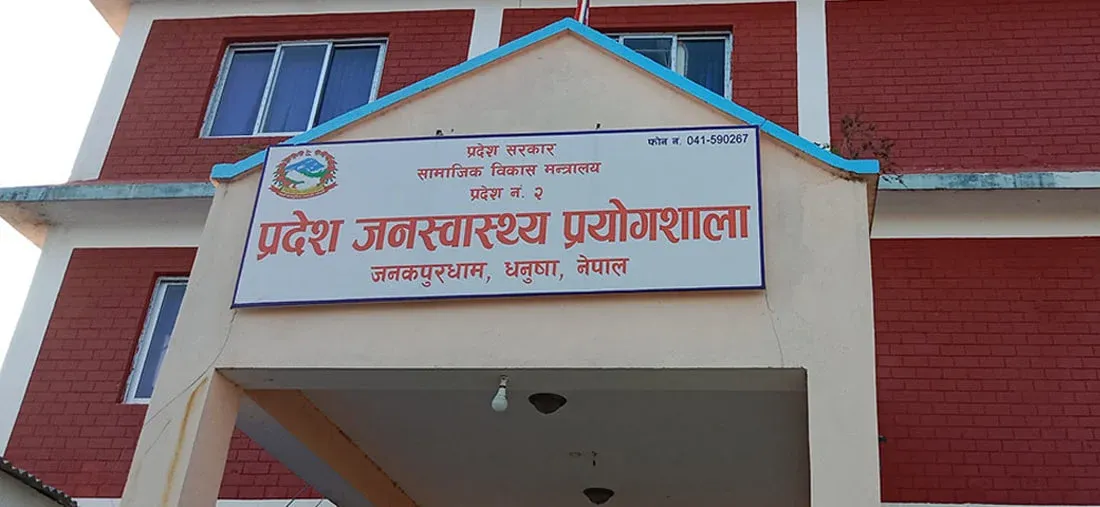 फोन न. 041-590267
प्रदेश सरकार
सामाजिक विकास मन्त्रालय
प्रदेश नं. २
प्रदेश जनस्वास्थ्य प्रयोगशाला
जनकपुरधाम, धनुषा, नेपाल